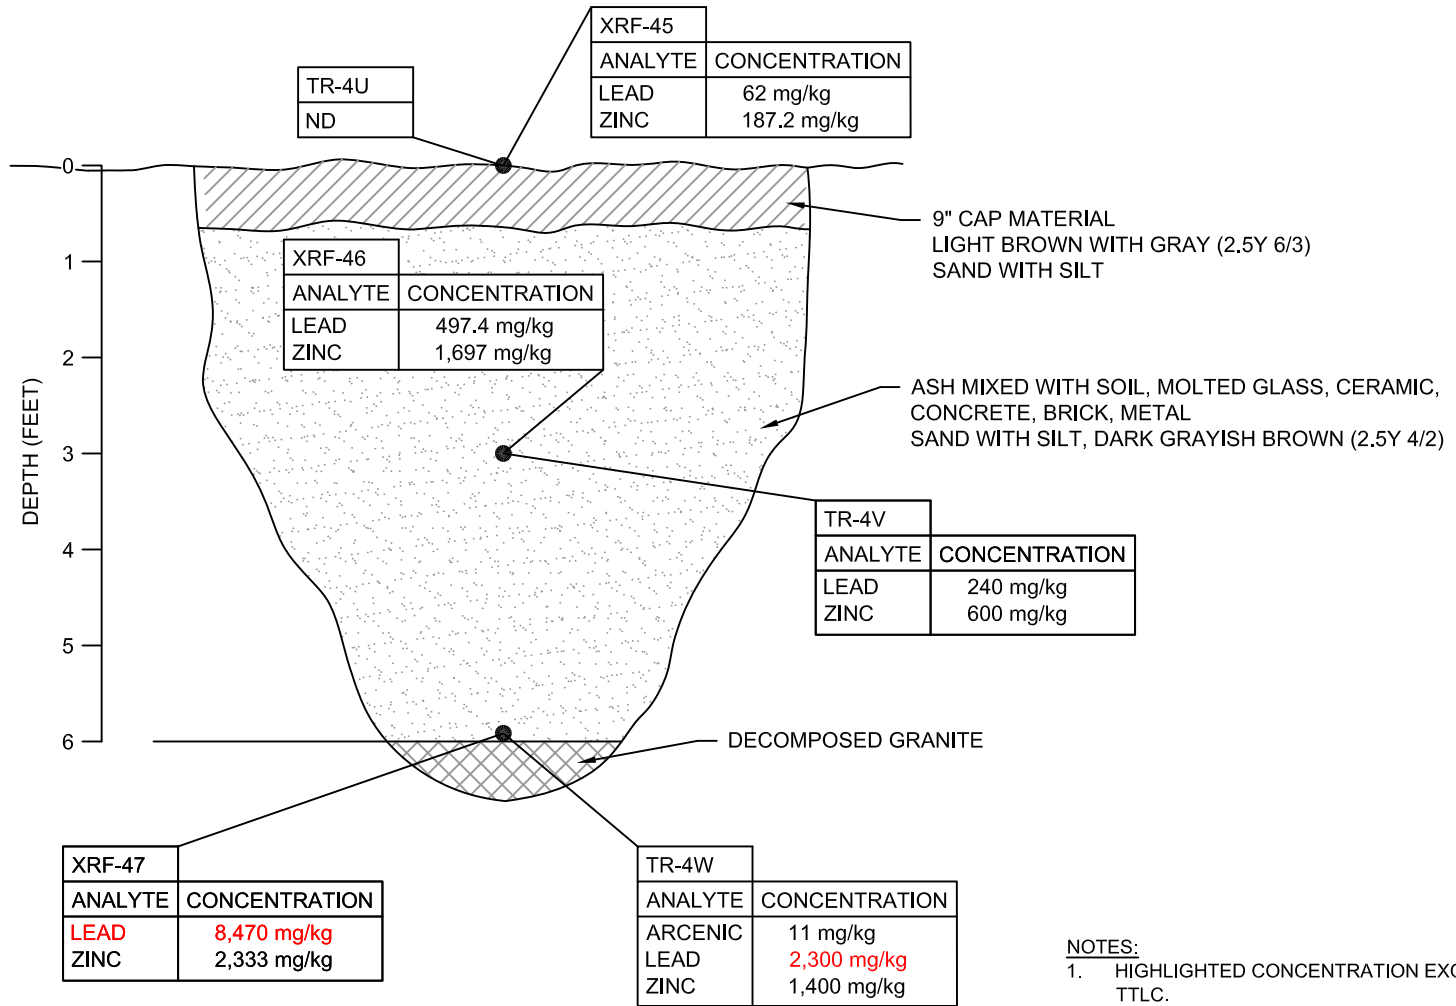 XRF-45
ANALYTE CONCENTRATION
LEAD 62 mg/kg
ZINC 187.2 mg/kg
TR-4U
ND
0
1
2
3
4
5
6
DEPTH (FEET)
9" CAP MATERIAL
LIGHT BROWN WITH GRAY (2.5Y 6/3)
SAND WITH SILT
XRF-46
ANALYTE CONCENTRATION
LEAD 497.4 mg/kg
ZINC 1,697 mg/kg
ASH MIXED WITH SOIL, MOLTED GLASS, CERAMIC,
CONCRETE, BRICK, METAL
SAND WITH SILT, DARK GRAYISH BROWN (2.5Y 4/2)
TR-4V
ANALYTE CONCENTRATION
LEAD 240 mg/kg
ZINC 600 mg/kg
DECOMPOSED GRANITE
XRF-47
ANALYTE CONCENTRATION
LEAD 8,470 mg/kg
ZINC 2,333 mg/kg
TR-4W
ANALYTE CONCENTRATION
ARCENIC 11 mg/kg
LEAD 2,300 mg/kg
ZINC 1,400 mg/kg
NOTES:
1. HIGHLIGHTED CONCENTRATION
TTLC.